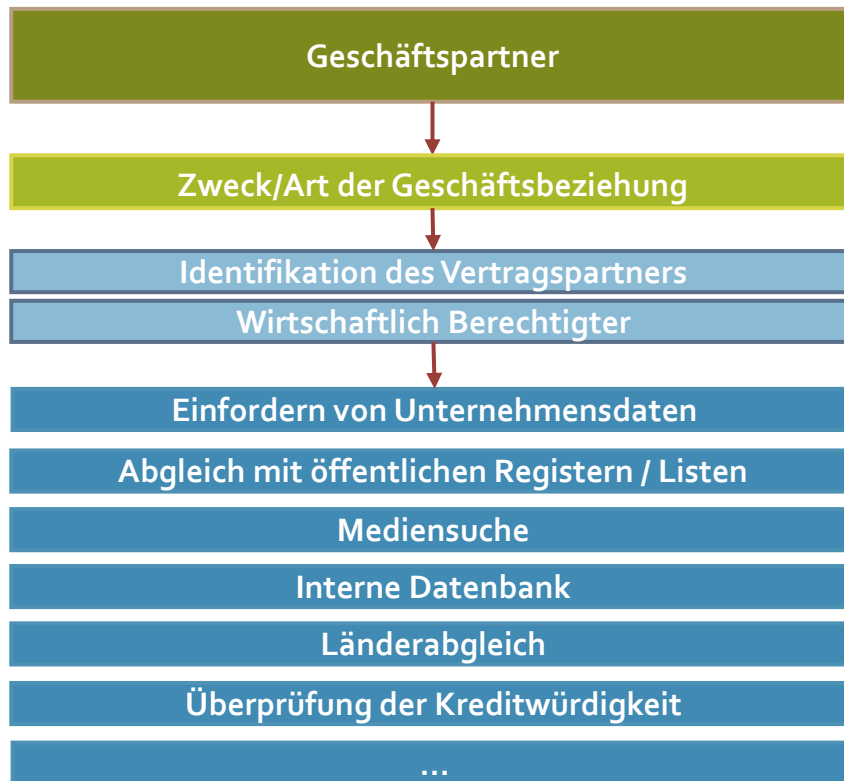 Geschäftspartner
Zweck/Art der Geschäftsbeziehung
Identifikation des Vertragspartners
Wirtschaftlich Berechtigter
Einfordern von Unternehmensdaten
Abgleich mit öffentlichen Registern / Listen
Mediensuche
Interne Datenbank
Länderabgleich
Überprüfung der Kreditwürdigkeit
...